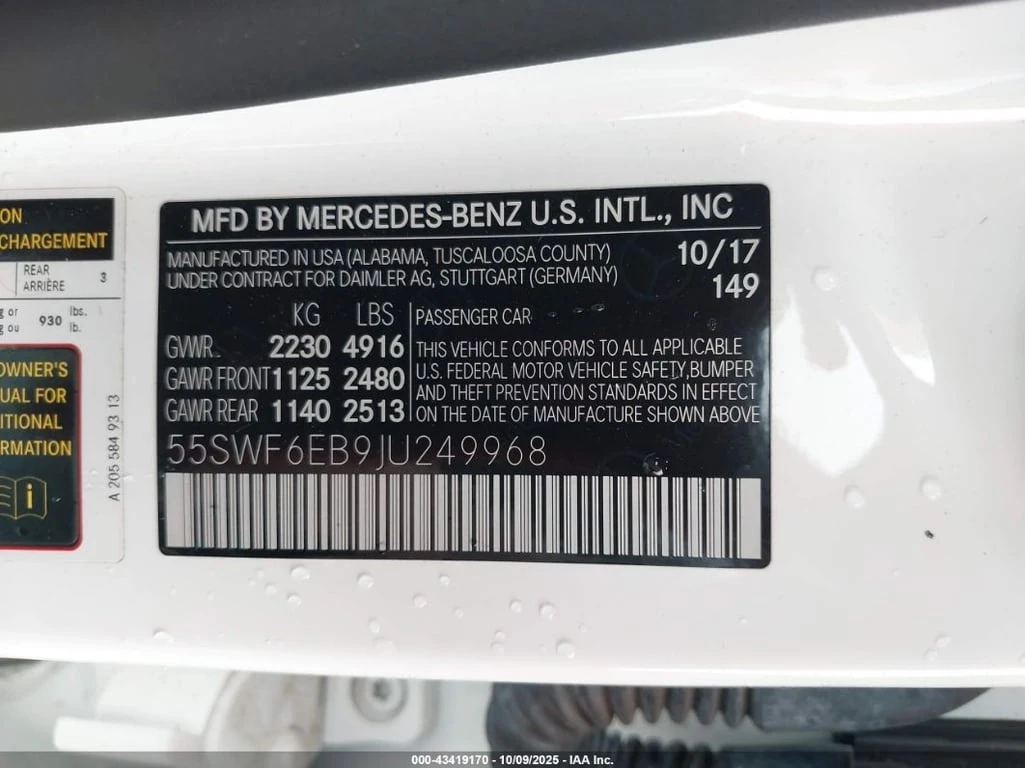 ON
CHARGEMENT
REAR
ARRIÈRE 3
g or
g ou 930 lbs.
lb.
OWNER'S
UAL FOR
ITIONAL
ORMATION
i
A 205 584 93 13
MFD BY MERCEDES-BENZ U.S. INTL., INC
MANUFACTURED IN USA (ALABAMA, TUSCALOOSA COUNTY) 10/17
UNDER CONTRACT FOR DAIMLER AG, STUTTGART (GERMANY) 149
KG LBS
GWWR 2230 4916
GAWR FRONT 1125 2480
GAWR REAR 1140 2513
PASSENGER CAR
THIS VEHICLE CONFORMS TO ALL APPLICABLE
U.S. FEDERAL MOTOR VEHICLE SAFETY,BUMPER
AND THEFT PREVENTION STANDARDS IN EFFECT
ON THE DATE OF MANUFACTURE SHOWN ABOVE
55SWF6EB9JU249968
000-43419170 - 10/09/2025 - IAA Inc.